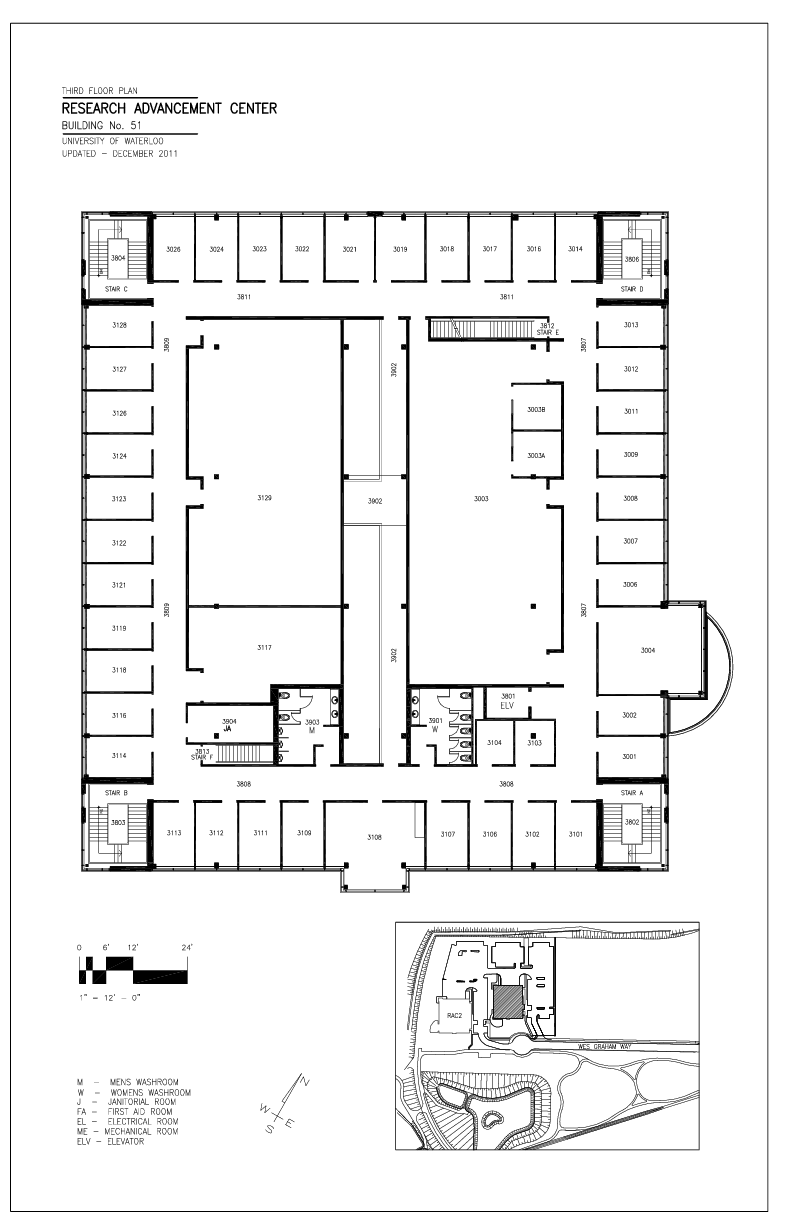 THIRD FLOOR PLAN
RESEARCH ADVANCEMENT CENTER
BUILDING No. 51
UNIVERSITY OF WATERLOO
UPDATED – DECEMBER 2011
3804
3026
3024
3023
3022
3021
3019
3018
3017
3016
3014
3806
STAIR C
STAIR D
3811
3811
3128
3809
3812
STAIR E
3807
3013
3127
3902
3012
3126
3003B
3011
3124
3003A
3009
3123
3129
3902
3003
3008
3122
3007
3121
3006
3119
3809
3807
3117
3902
3004
3118
3801
ELV
3116
3904
JA
3903
M
3901
W
3002
3104
3103
3813
STAIR F
3114
3001
3808
3808
STAIR B
STAIR A
3803
3113
3112
3111
3109
3108
3107
3106
3102
3101
3802
0 6' 12' 24'
1" = 12' – 0"
RAC2
WES GRAHAM WAY
M – MENS WASHROOM
W – WOMENS WASHROOM
J – JANITORIAL ROOM
FA – FIRST AID ROOM
EL – ELECTRICAL ROOM
ME – MECHANICAL ROOM
ELV – ELEVATOR
N
W
E
S